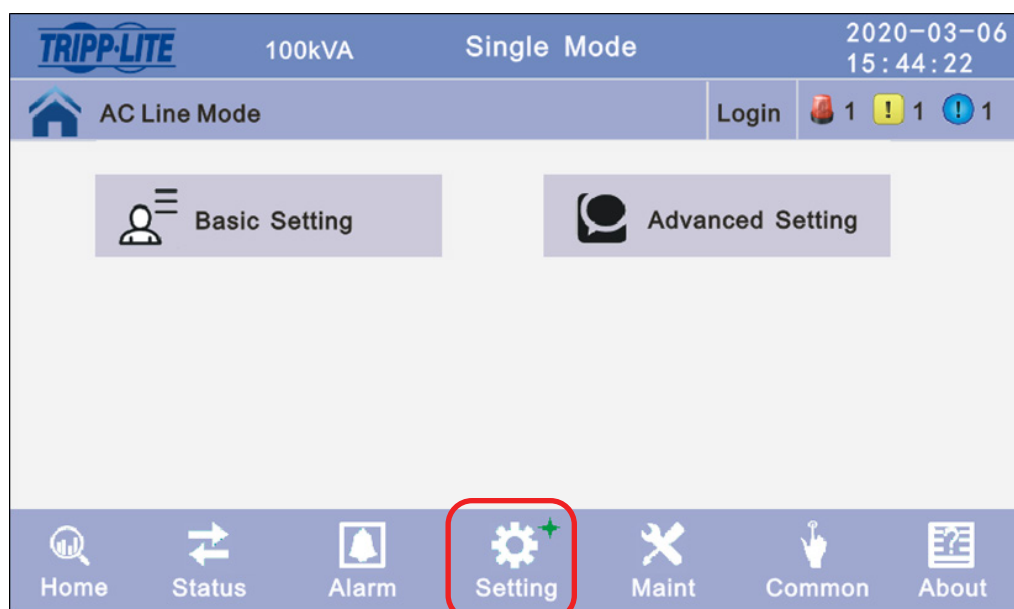 TRIPP·LITE 100kVA Single Mode 2020-03-06
15:44:22
AC Line Mode Login 1 ! 1 ! 1
Basic Setting Advanced Setting
Home Status Alarm Setting Maint Common About